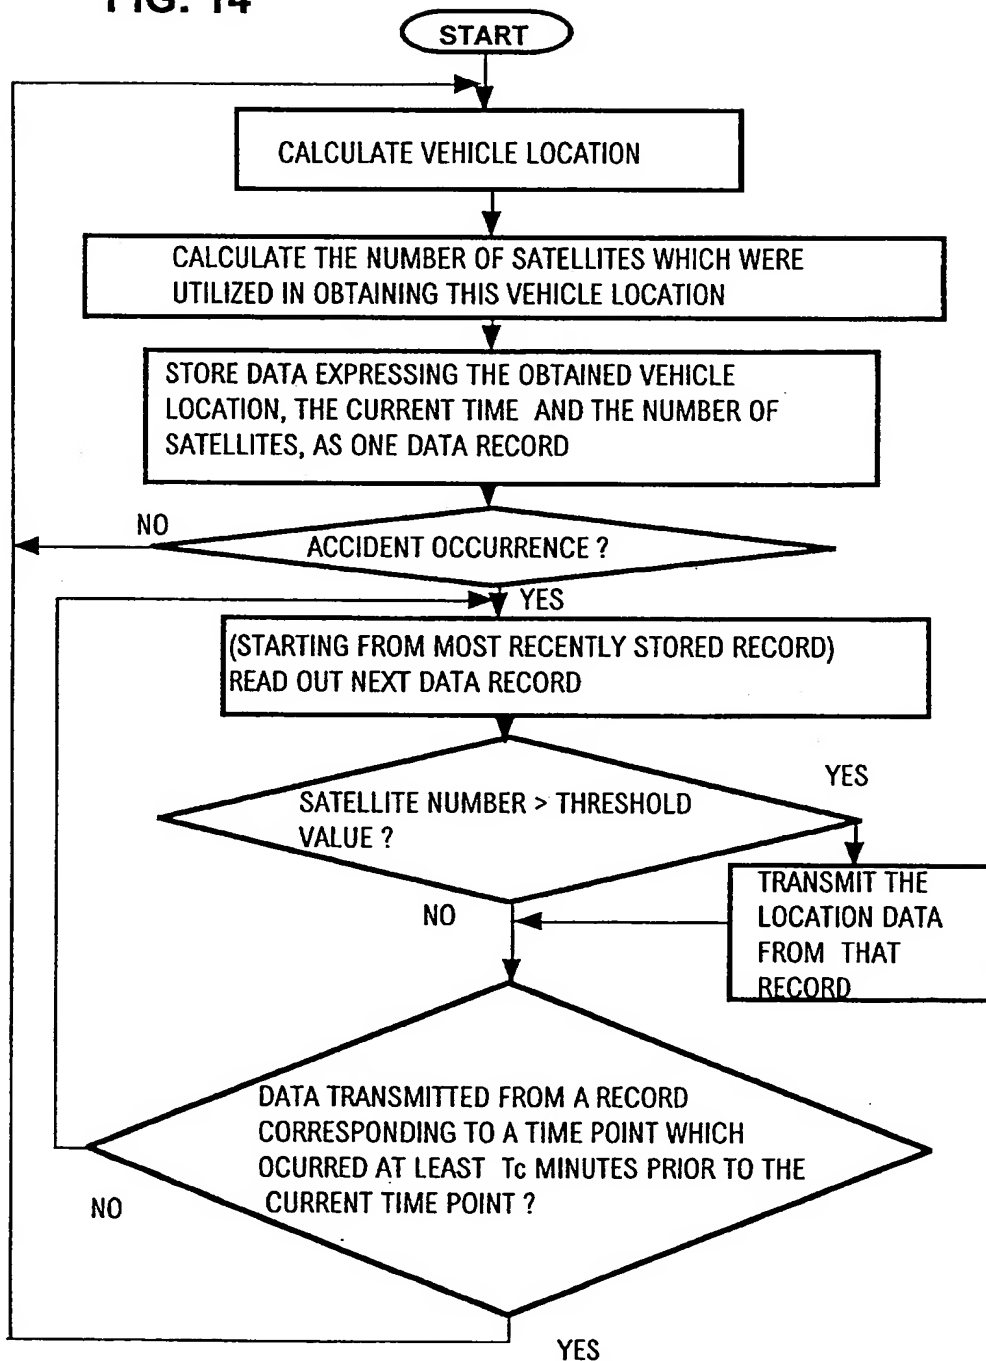 FIG. 14
START
CALCULATE VEHICLE LOCATION
CALCULATE THE NUMBER OF SATELLITES WHICH WERE
UTILIZED IN OBTAINING THIS VEHICLE LOCATION
STORE DATA EXPRESSING THE OBTAINED VEHICLE
LOCATION, THE CURRENT TIME AND THE NUMBER OF
SATELLITES, AS ONE DATA RECORD
NO
ACCIDENT OCCURRENCE ?
YES
(STARTING FROM MOST RECENTLY STORED RECORD)
READ OUT NEXT DATA RECORD
YES
SATELLITE NUMBER > THRESHOLD
VALUE ?
TRANSMIT THE
LOCATION DATA
FROM THAT
RECORD
NO
DATA TRANSMITTED FROM A RECORD
CORRESPONDING TO A TIME POINT WHICH
OCURRED AT LEAST Tc MINUTES PRIOR TO THE
CURRENT TIME POINT ?
NO
YES